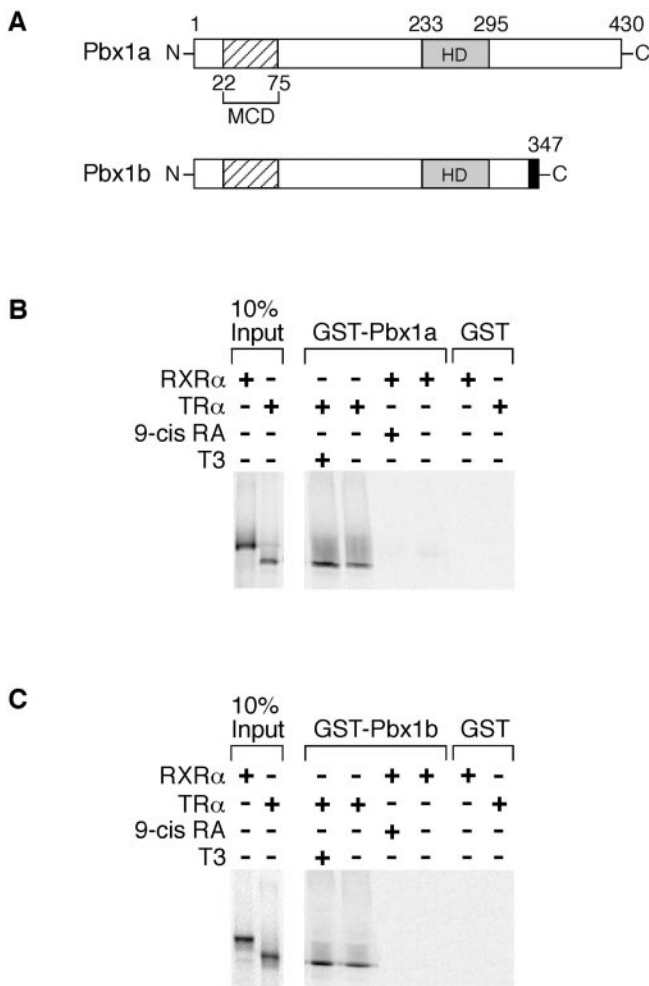 A
1 233 295 430
Pbx1a N HD C
22 75
MCD
347
Pbx1b N HD C
B
10%
Input GST-Pbx1a GST
RXRα + - - - + + + -
TRα - + + + - - - +
9-cis RA - - - - + - - -
T3 - - + - - - - -
C
10%
Input GST-Pbx1b GST
RXRα + - - - + + + -
TRα - + + + - - - +
9-cis RA - - - - + - - -
T3 - - + - - - - -